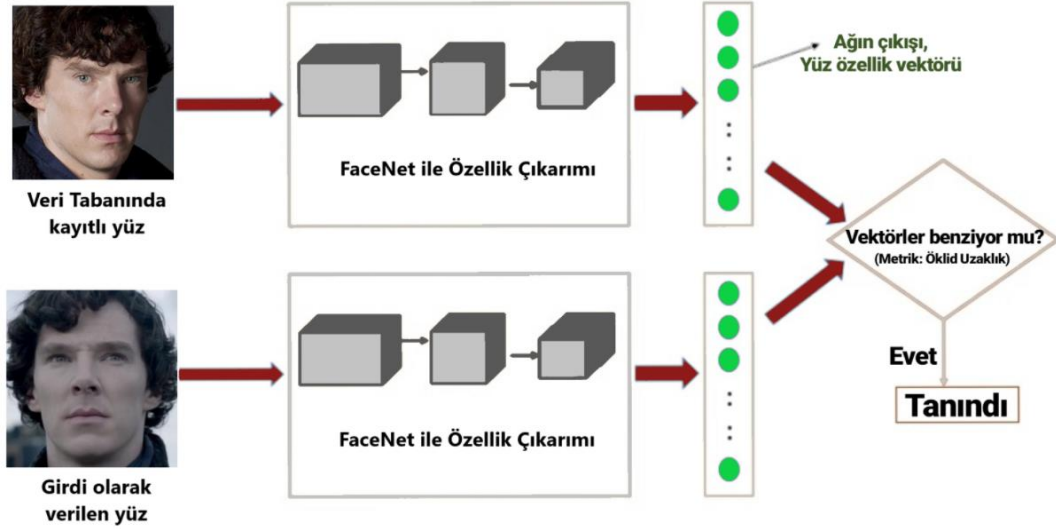 Veri Tabanında
kayıtlı yüz
FaceNet ile Özellik Çıkarımı
Ağın çıkışı,
Yüz özellik vektörü
Vektörler benziyor mu?
(Metrik: Öklid Uzaklık)
Evet
Tanındı
FaceNet ile Özellik Çıkarımı
Girdi olarak
verilen yüz